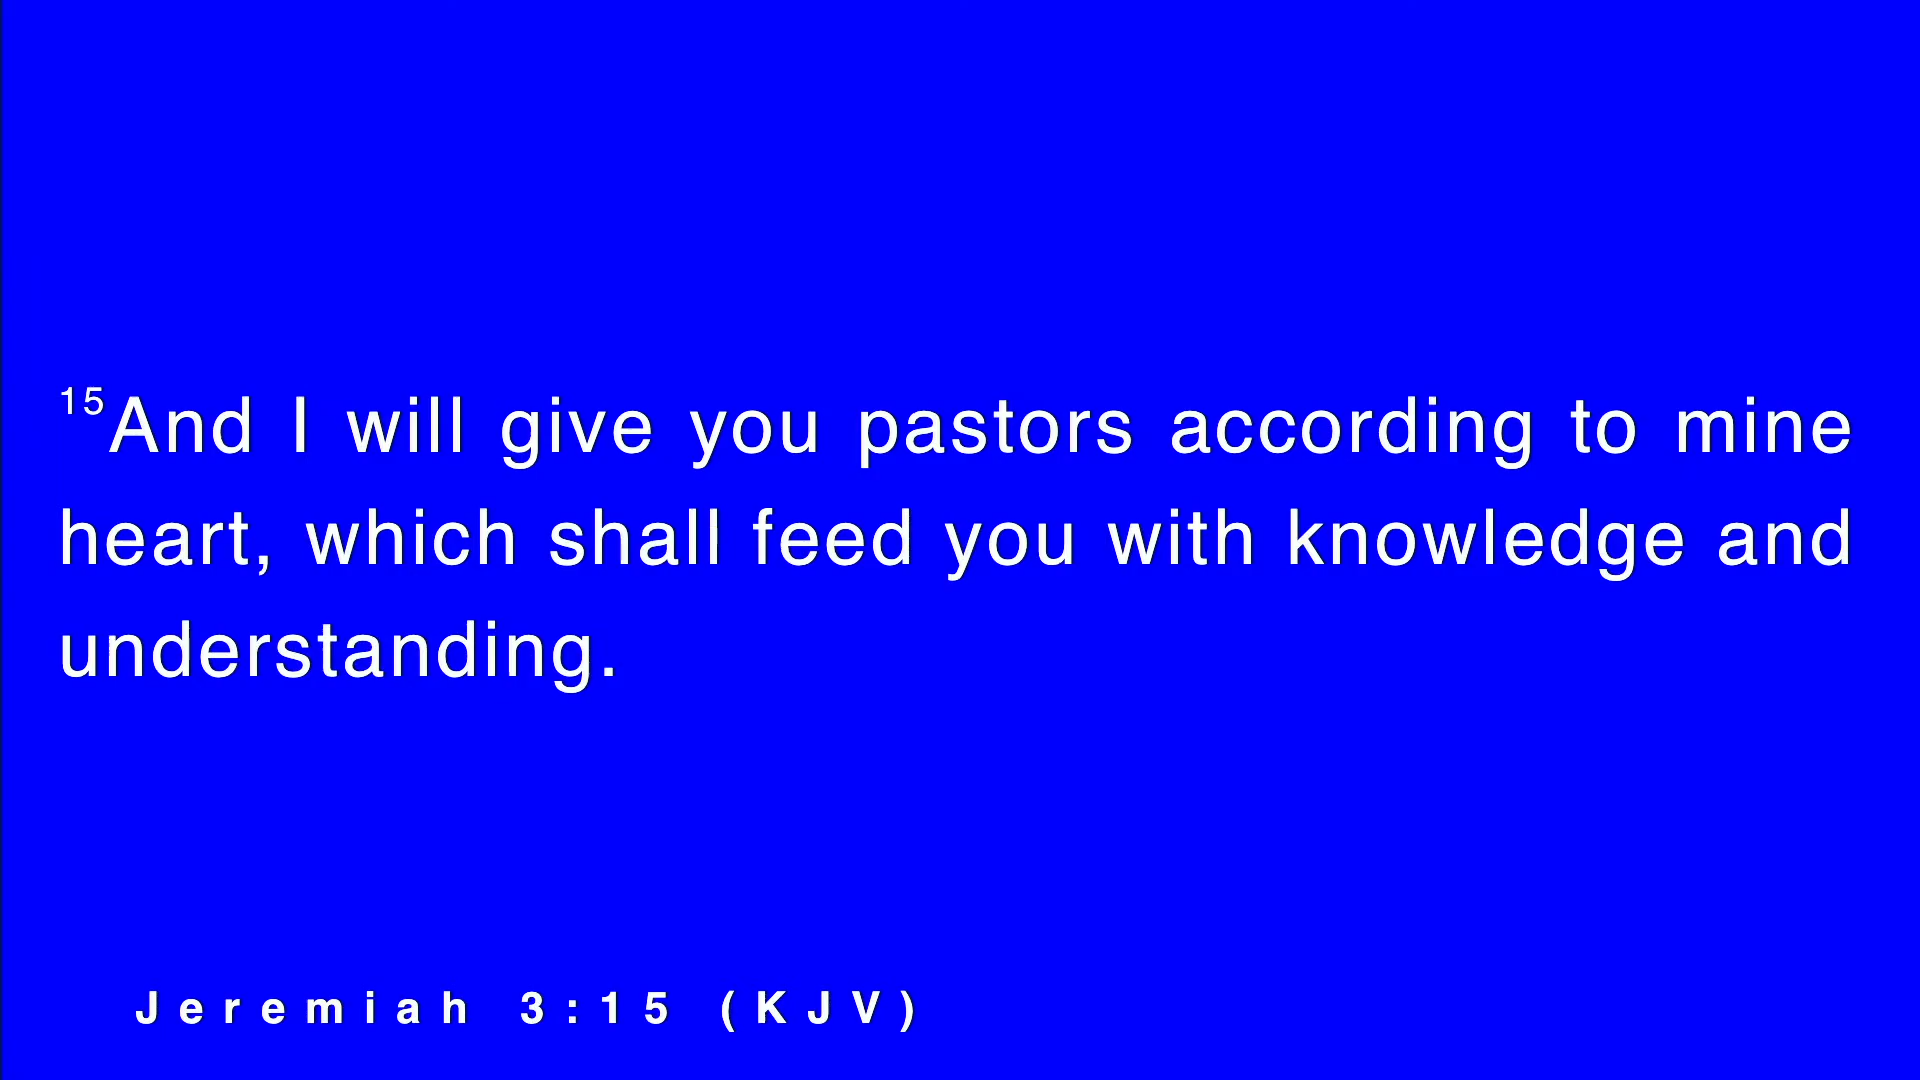 15And I will give you pastors according to mine
heart, which shall feed you with knowledge and
understanding.
Jeremiah 3:15 (KJV)